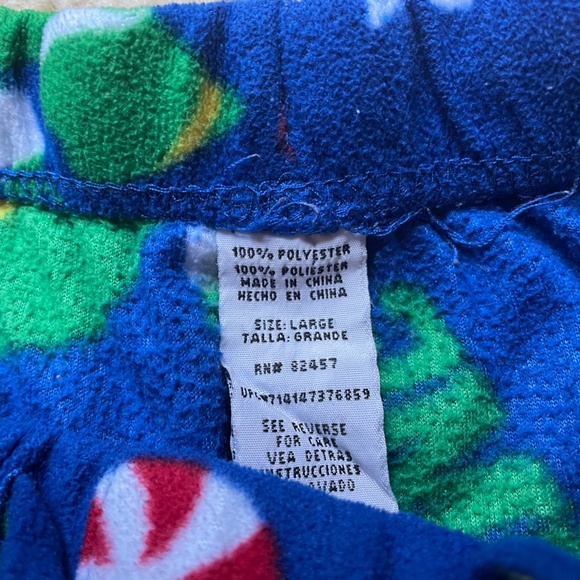 100% POLYESTER
100% POLIESTER
MADE IN CHINA
HECHO EN CHINA
SIZE: LARGE
TALLA: GRANDE
RN# 82457
UPC#714147376859
SEE REVERSE
FOR CARE
VEA DETRAS
INSTRUCCIONES